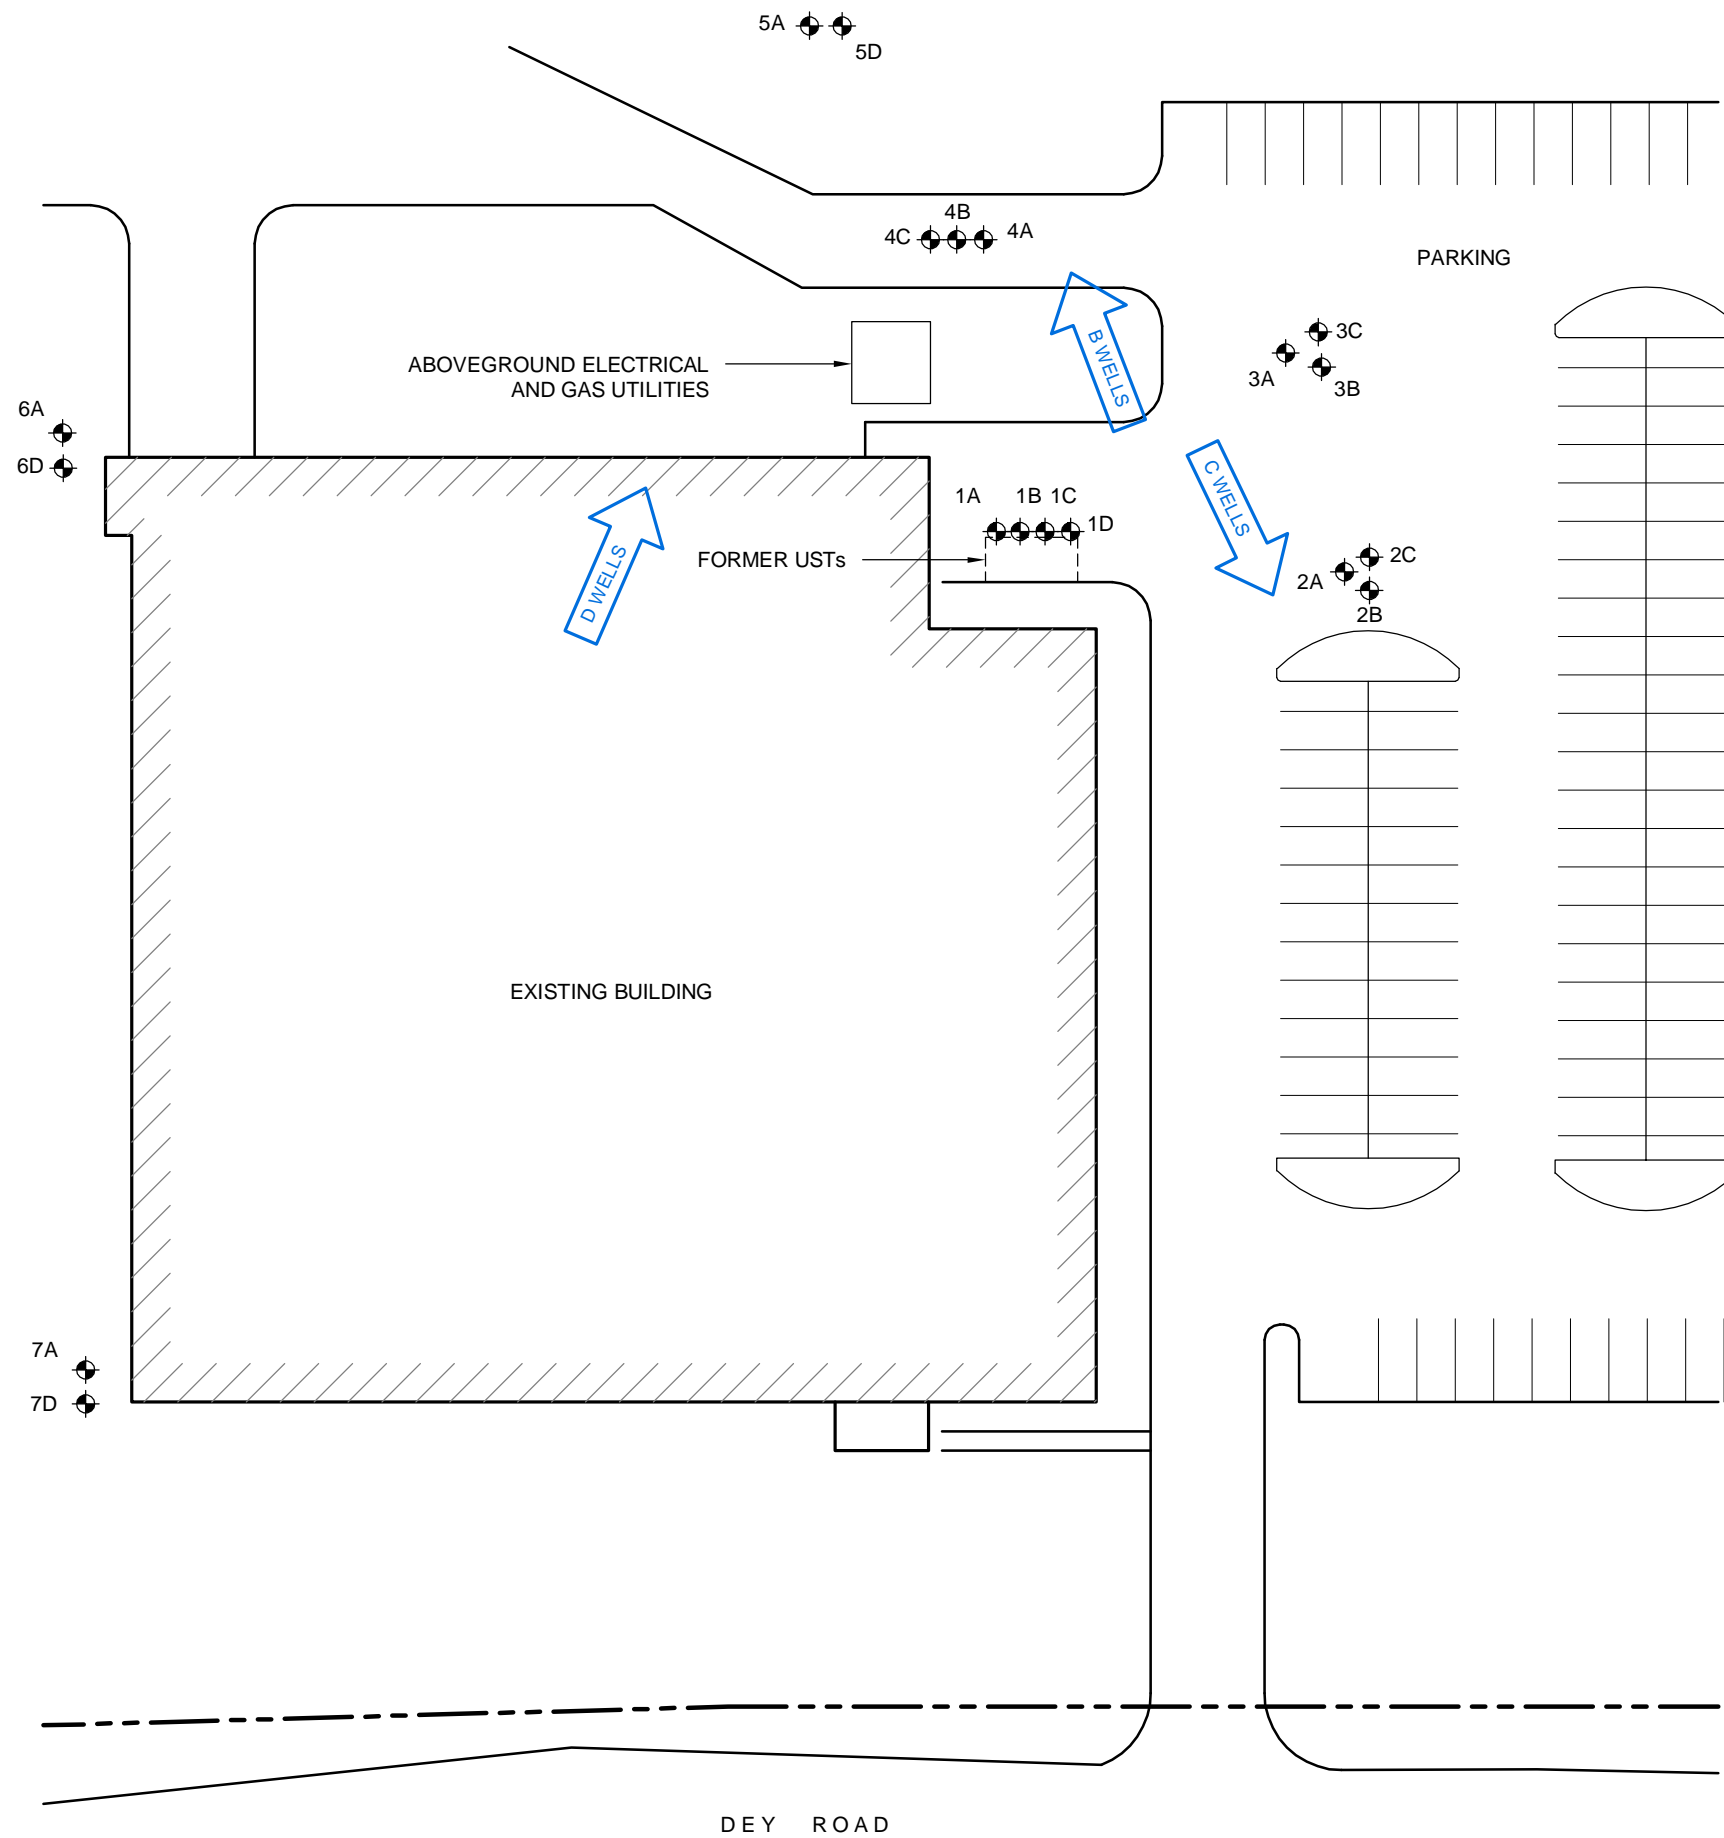 5A
5D
4B
4C
4A
PARKING
B WELLS
3C
3A
3B
ABOVEGROUND ELECTRICAL
AND GAS UTILITIES
6A
6D
C WELLS
1A
1B
1C
1D
D WELLS
FORMER USTs
2C
2A
2B
EXISTING BUILDING
7A
7D
DEY ROAD